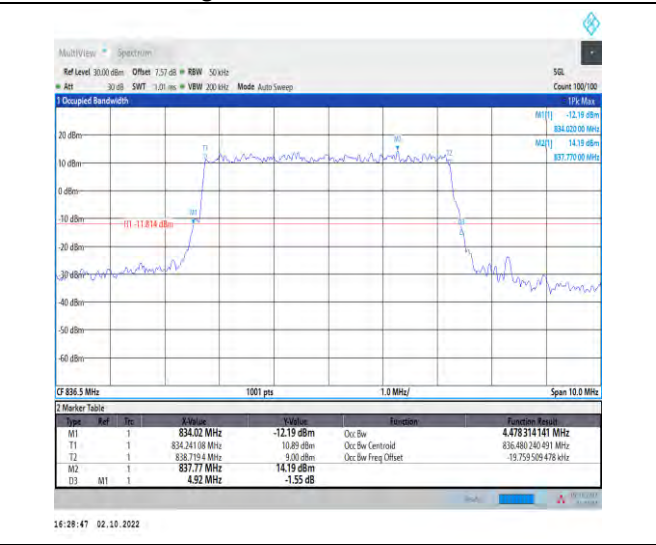 MultiView Spectrum
Ref Level 30.00 dBm Offset 7.57 dB RBW 50 kHz SGL
Att 30 dB SWT 1.01 ms VBW 200 kHz Mode Auto Sweep Count 100/100
1 Occupied Bandwidth 1Pk Max
M1[1] -12.19 dBm
834.020 00 MHz
M2[1] 14.19 dBm
837.770 00 MHz
20 dBm
T1 M2 T2
10 dBm
0 dBm
M1
-10 dBm
H1 -11.814 dBm
-20 dBm
-30 dBm
-40 dBm
-50 dBm
-60 dBm
CF 836.5 MHz 1001 pts 1.0 MHz/ Span 10.0 MHz
2 Marker Table
Type Ref Trc X-Value Y-Value Function Function Result
M1 1 834.02 MHz -12.19 dBm Occ Bw 4.478 314 141 MHz
T1 1 834.241 08 MHz 10.89 dBm Occ Bw Centroid 836.480 240 491 MHz
T2 1 838.719 4 MHz 9.00 dBm Occ Bw Freq Offset -19.759 509 478 kHz
M2 1 837.77 MHz 14.19 dBm
D3 M1 1 4.92 MHz -1.55 dB
16:28:47 02.10.2022